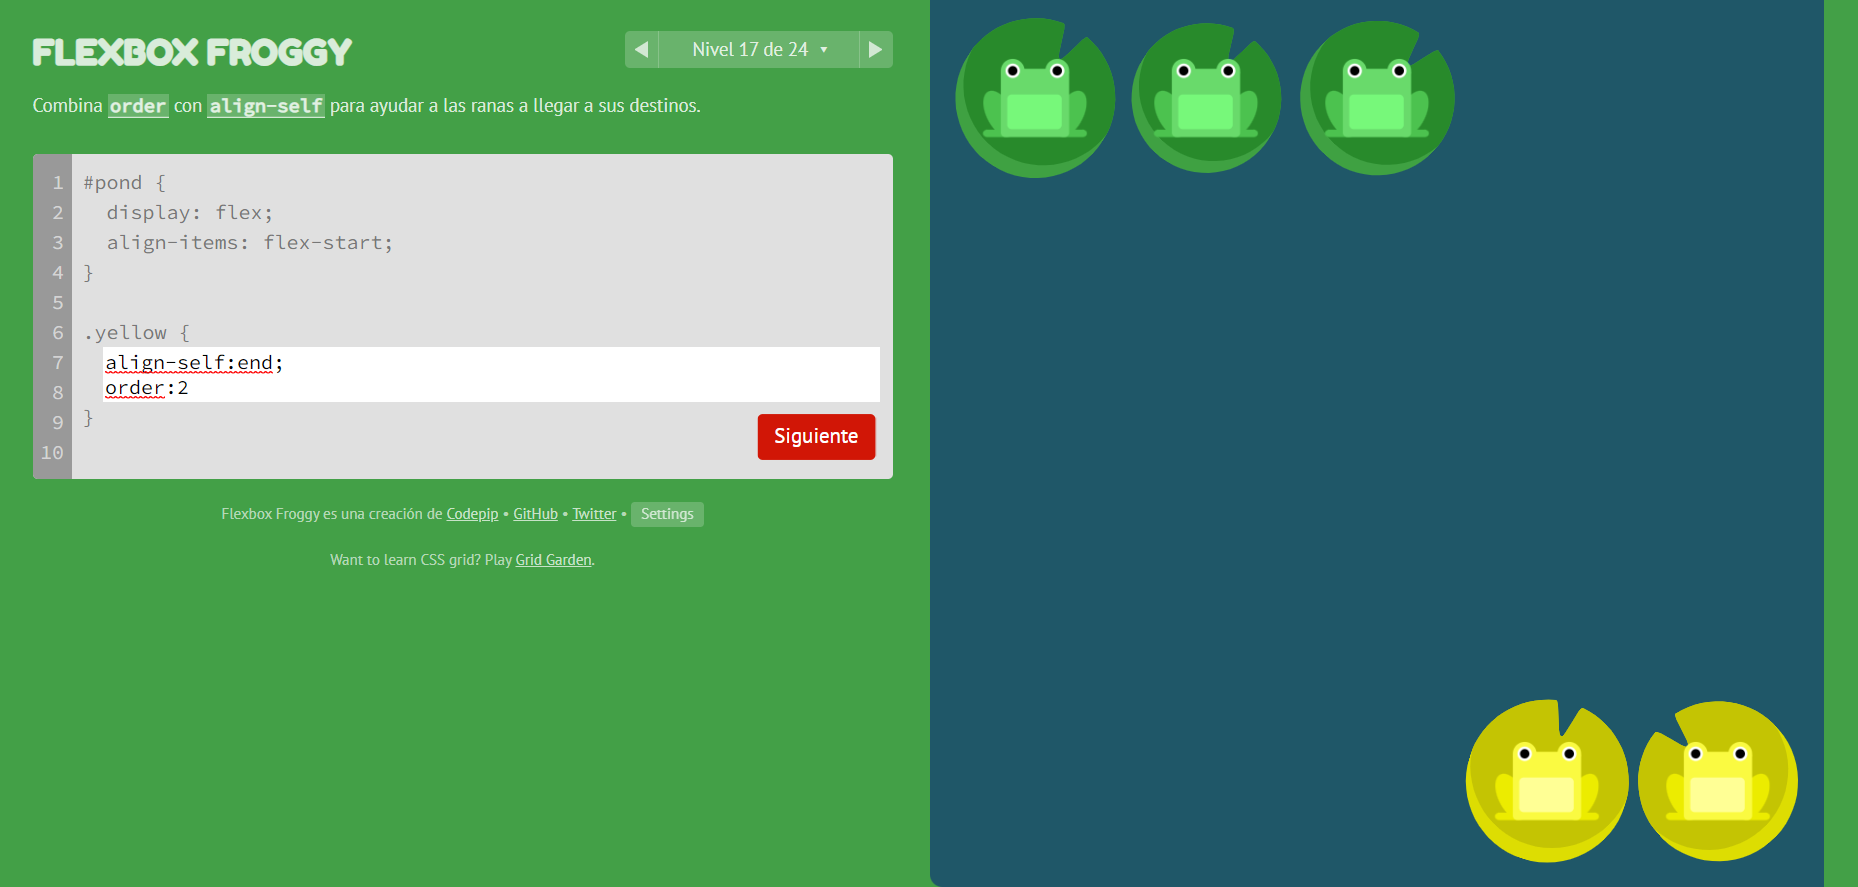 FLEXBOX FROGGY
Nivel 17 de 24
Combina order con align-self para ayudar a las ranas a llegar a sus destinos.
1 #pond {
2 display: flex;
3 align-items: flex-start;
4 }
5
6 .yellow {
7 align-self:end;
8 order:2
9 }
10
Siguiente
Flexbox Froggy es una creación de Codepip • GitHub • Twitter • Settings
Want to learn CSS grid? Play Grid Garden.